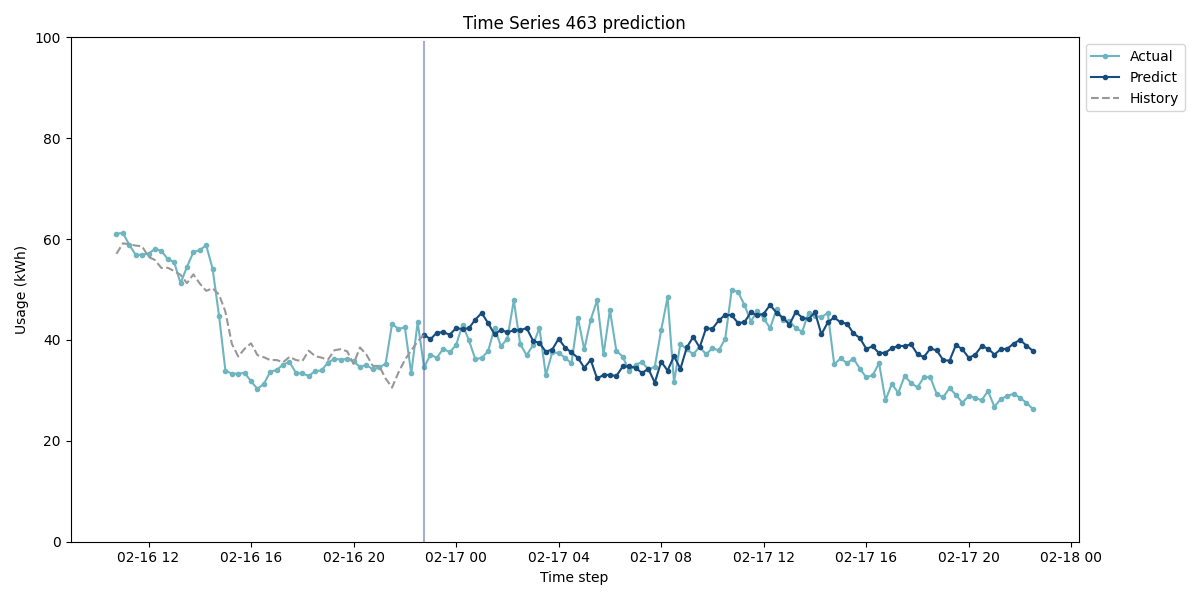 Time Series 463 prediction
100
80
60
40
20
0
Usage (kWh)
02-16 12
02-16 16
02-16 20
02-17 00
02-17 04
02-17 08
02-17 12
02-17 16
02-17 20
02-18 00
Time step
Actual
Predict
History